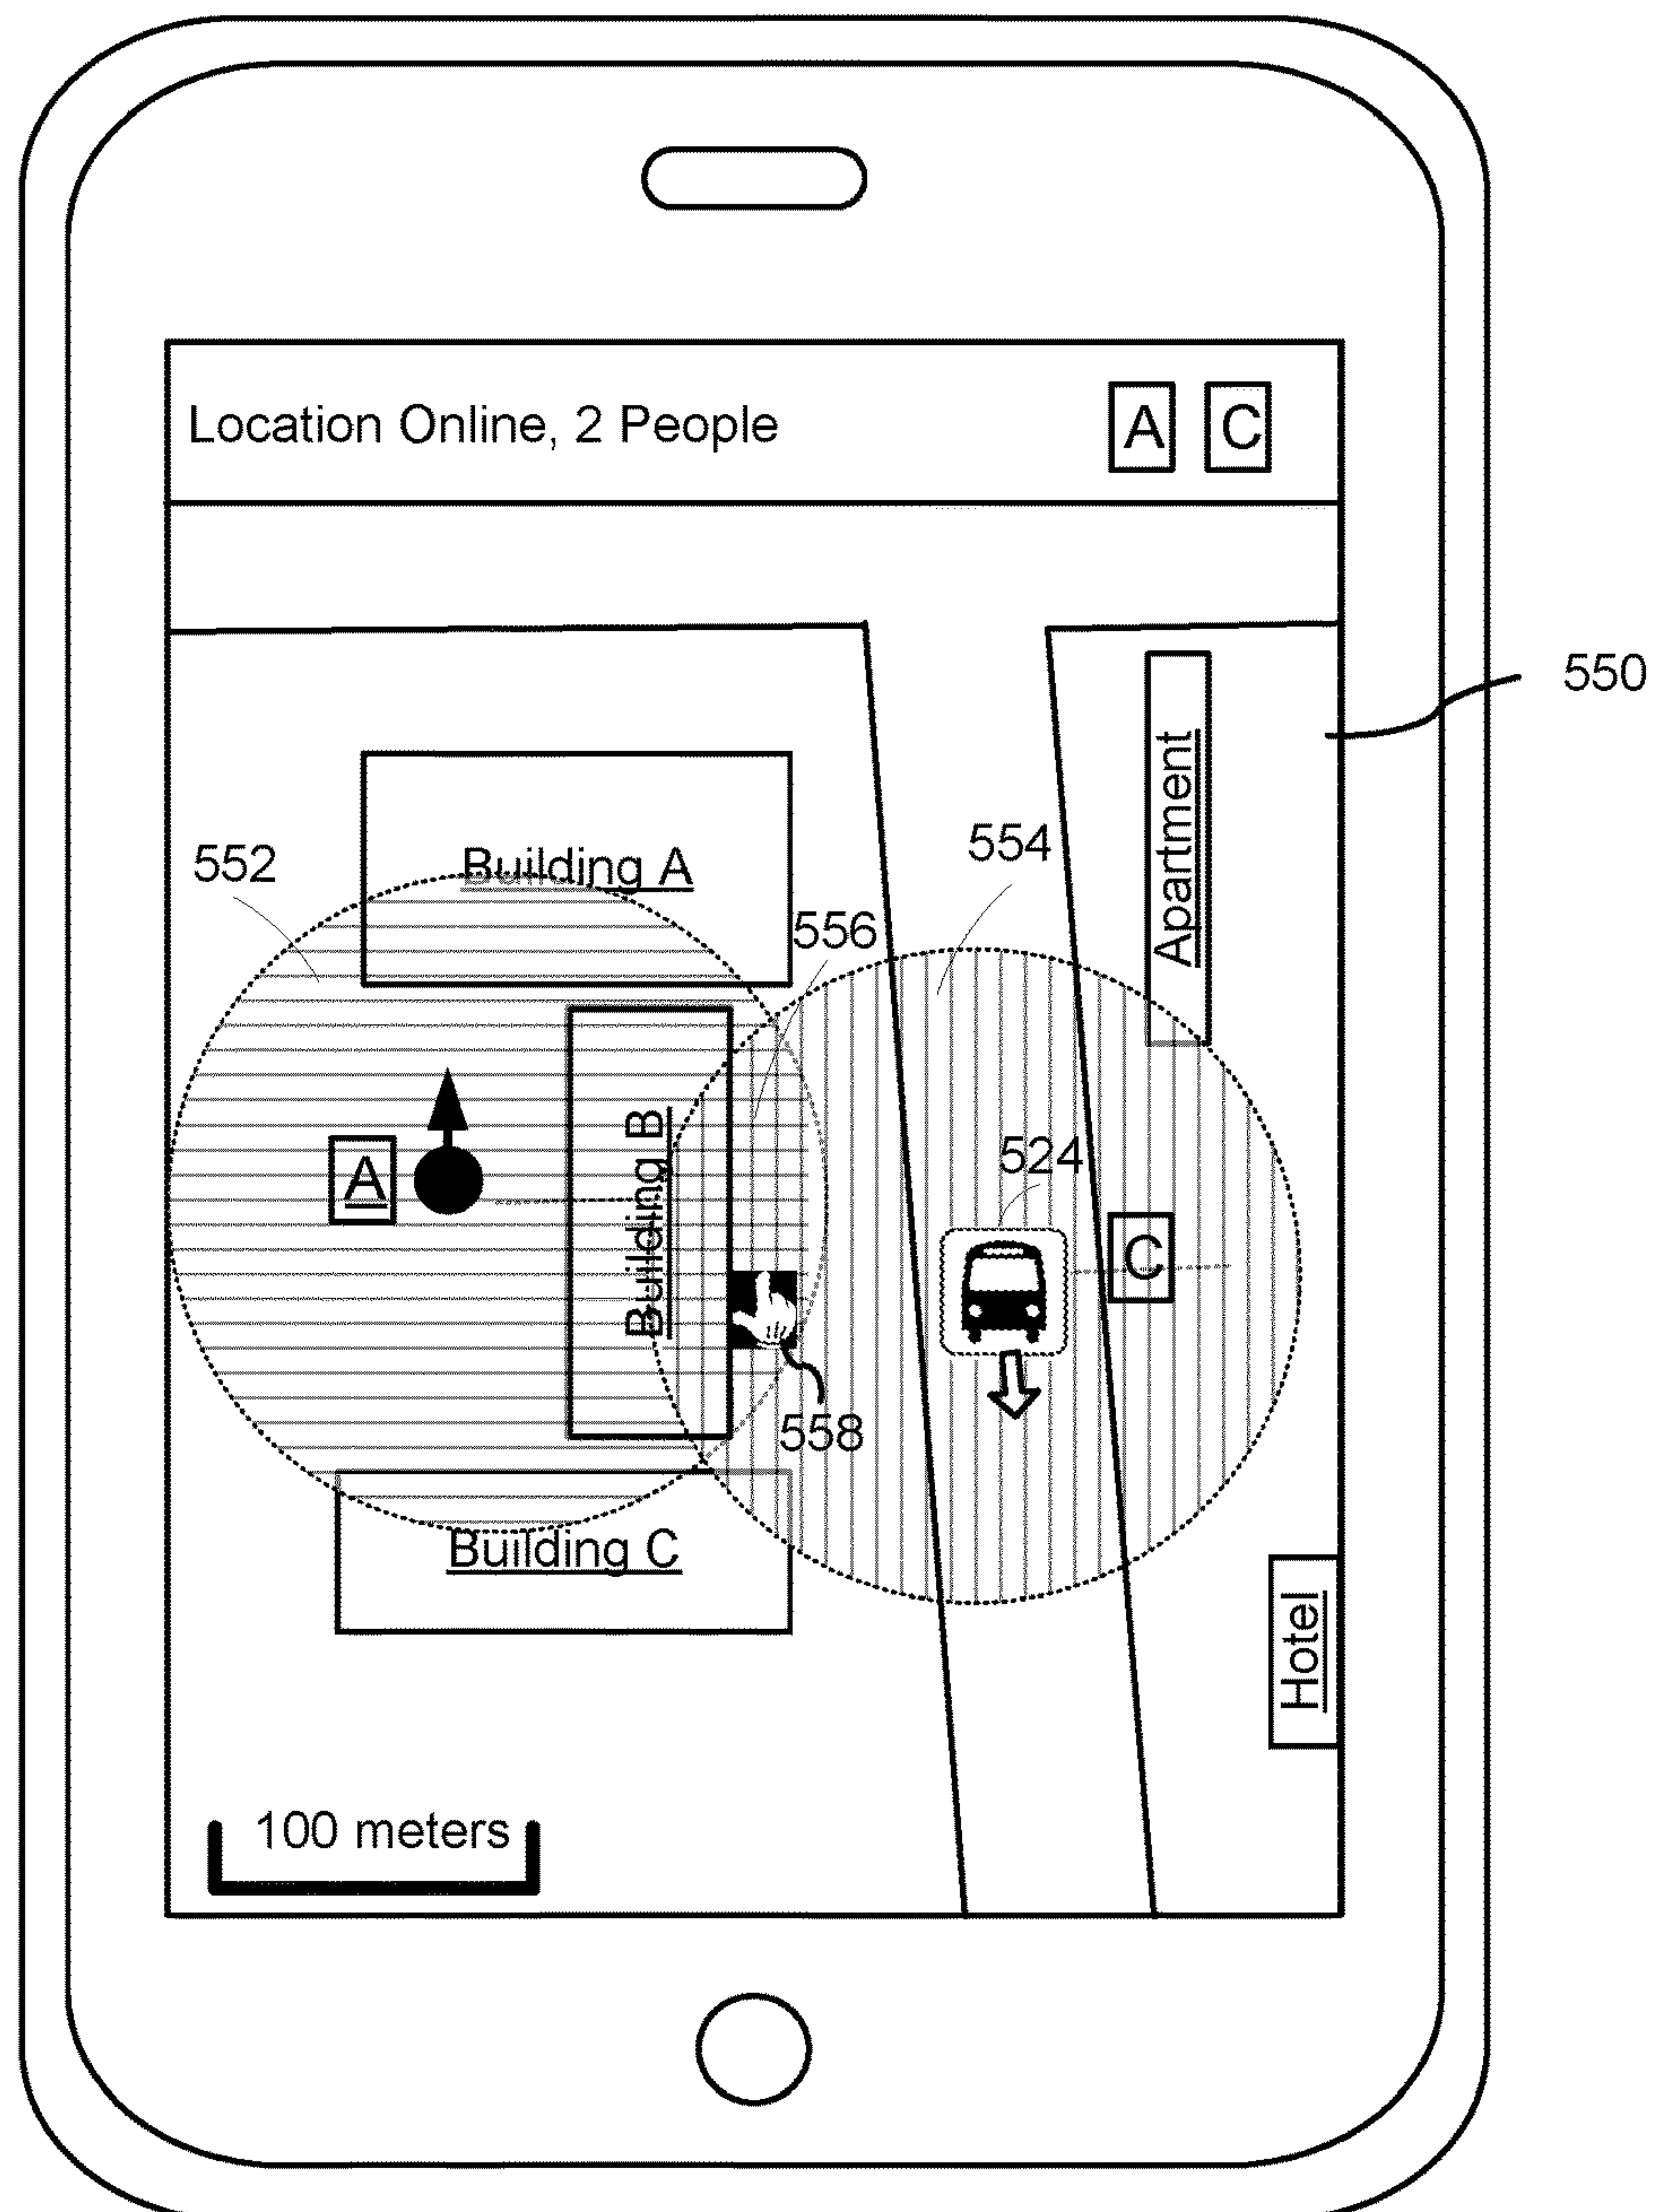 Location Online, 2 People
A
C
550
Apartment
Building A
552
554
556
Building B
A
524
C
558
Building C
Hotel
100 meters